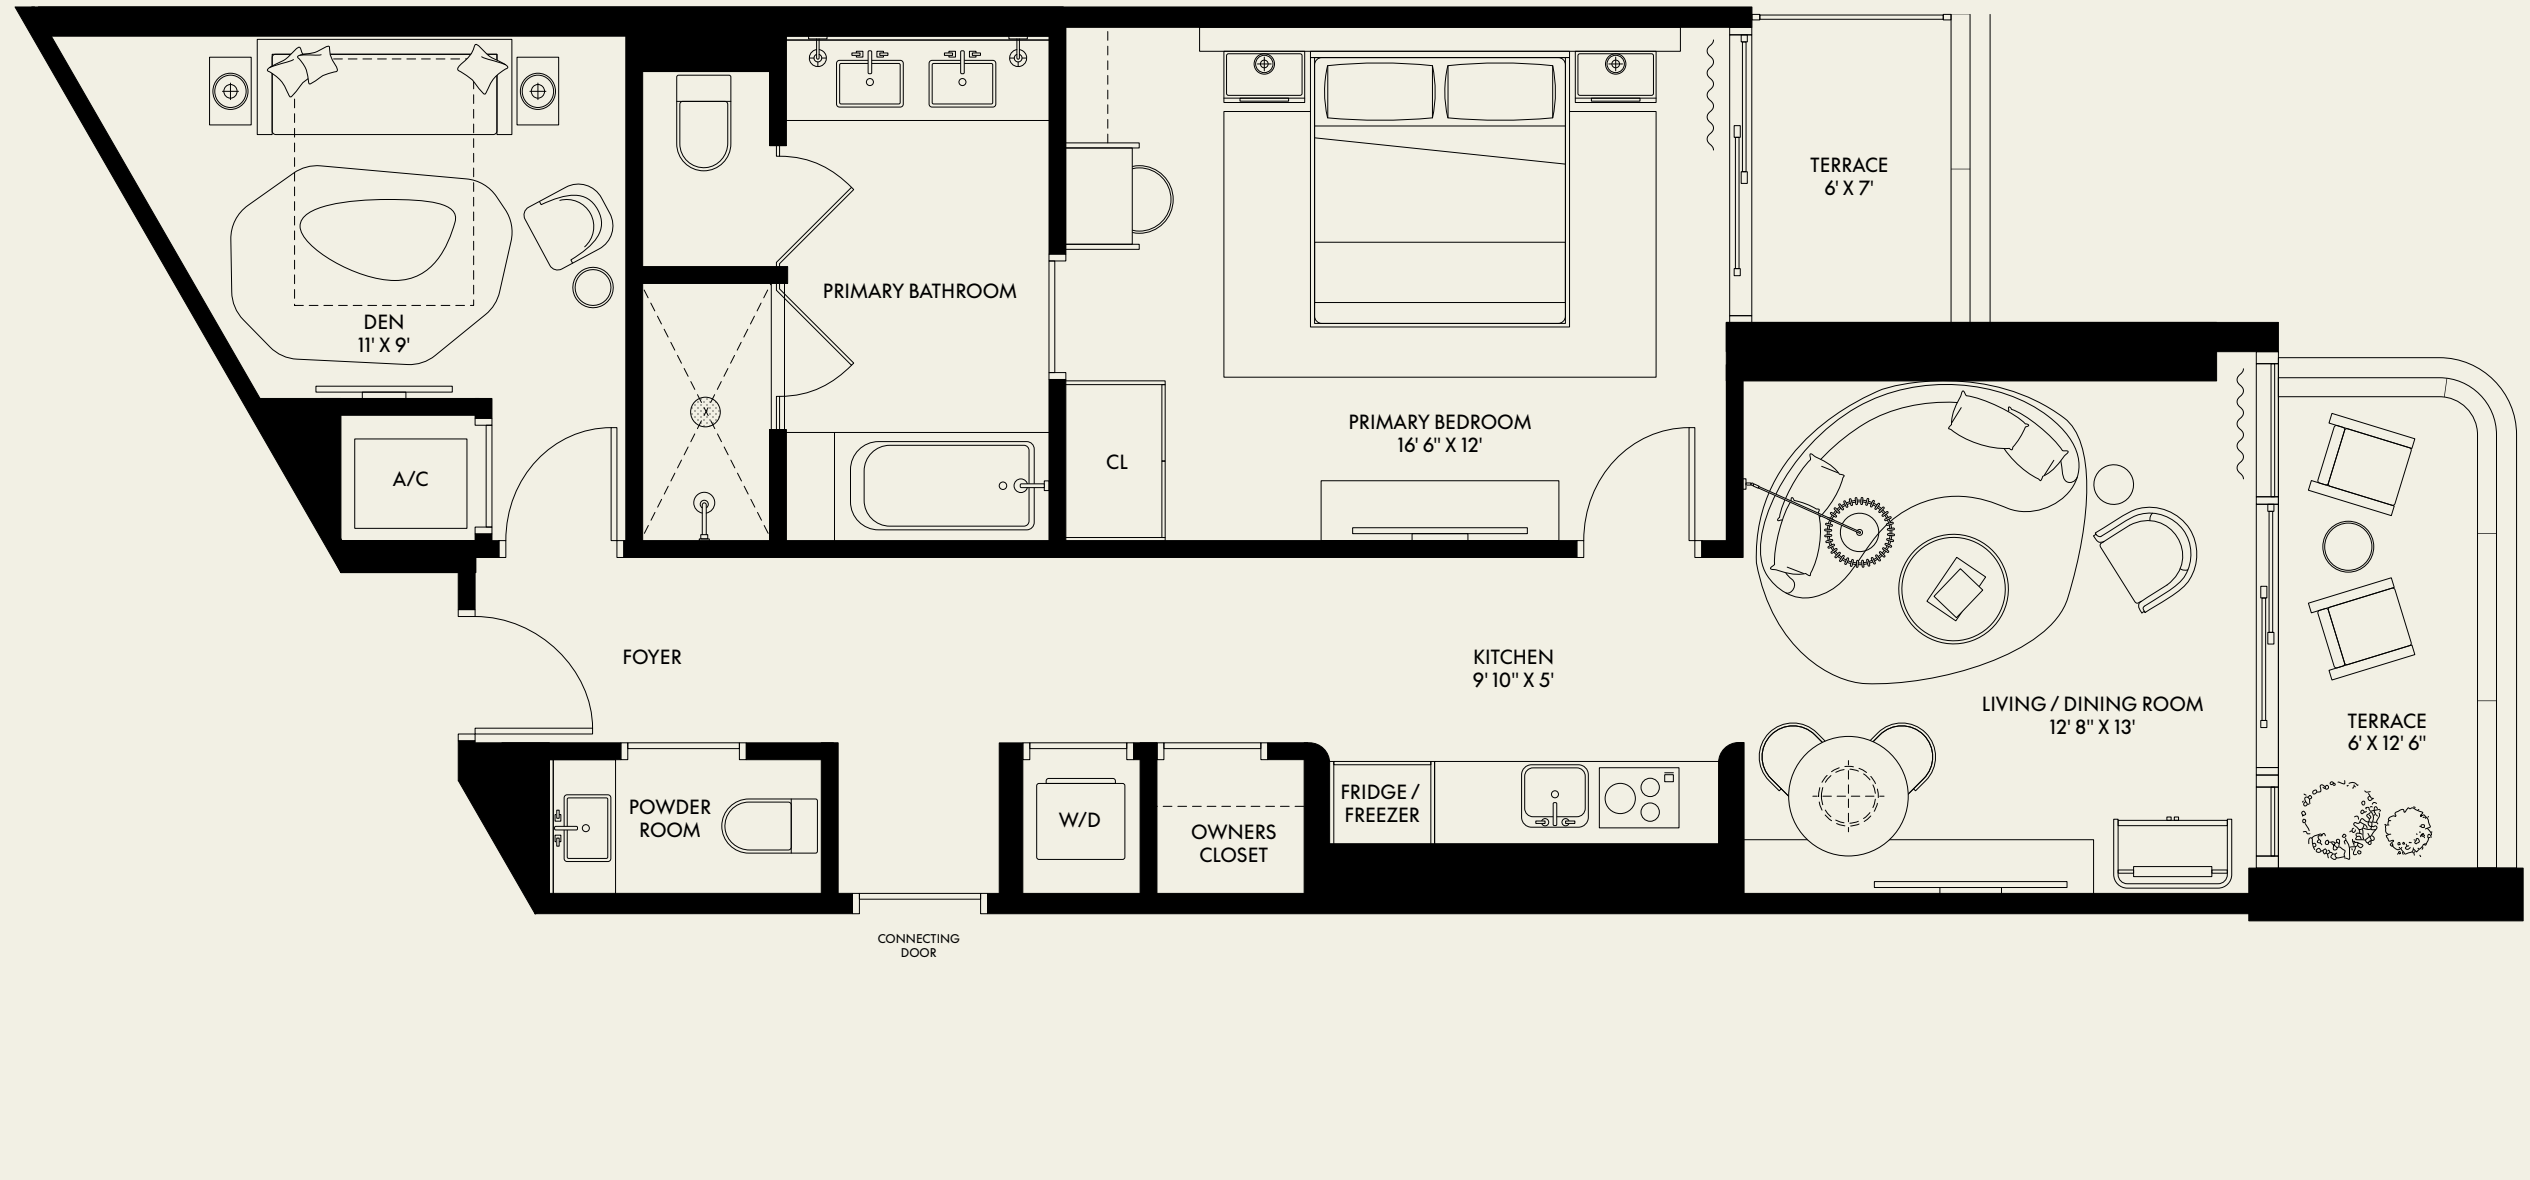 TERRACE
6' X 7'
PRIMARY BATHROOM
DEN
11' X 9'
PRIMARY BEDROOM
16' 6" X 12'
CL
A/C
X
FOYER
KITCHEN
9' 10" X 5'
LIVING / DINING ROOM
12' 8" X 13'
TERRACE
6' X 12' 6"
POWDER
ROOM
W/D
OWNERS
CLOSET
FRIDGE /
FREEZER
CONNECTING
DOOR